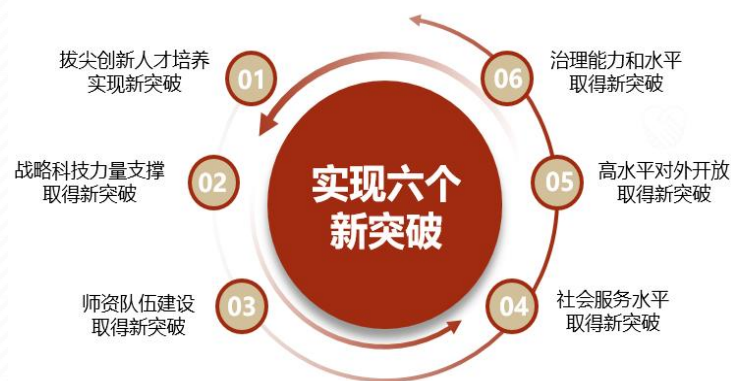 实现六个
新突破
01
拔尖创新人才培养
实现新突破
02
战略科技力量支撑
取得新突破
03
师资队伍建设
取得新突破
04
社会服务水平
取得新突破
05
高水平对外开放
取得新突破
06
治理能力和水平
取得新突破